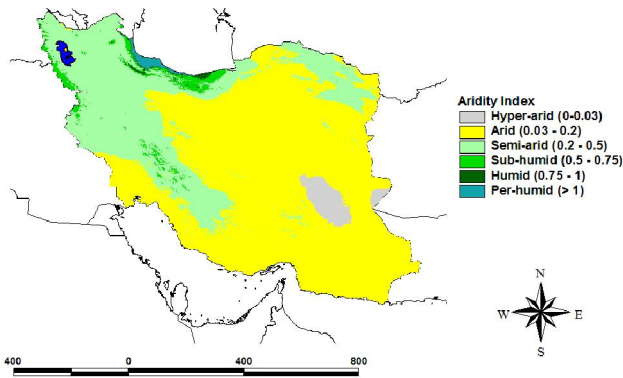 Aridity Index
Hyper-arid (0-0.03)
Arid (0.03 - 0.2)
Semi-arid (0.2 - 0.5)
Sub-humid (0.5 - 0.75)
Humid (0.75 - 1)
Per-humid (> 1)
N
W E
S
400 0 400 800